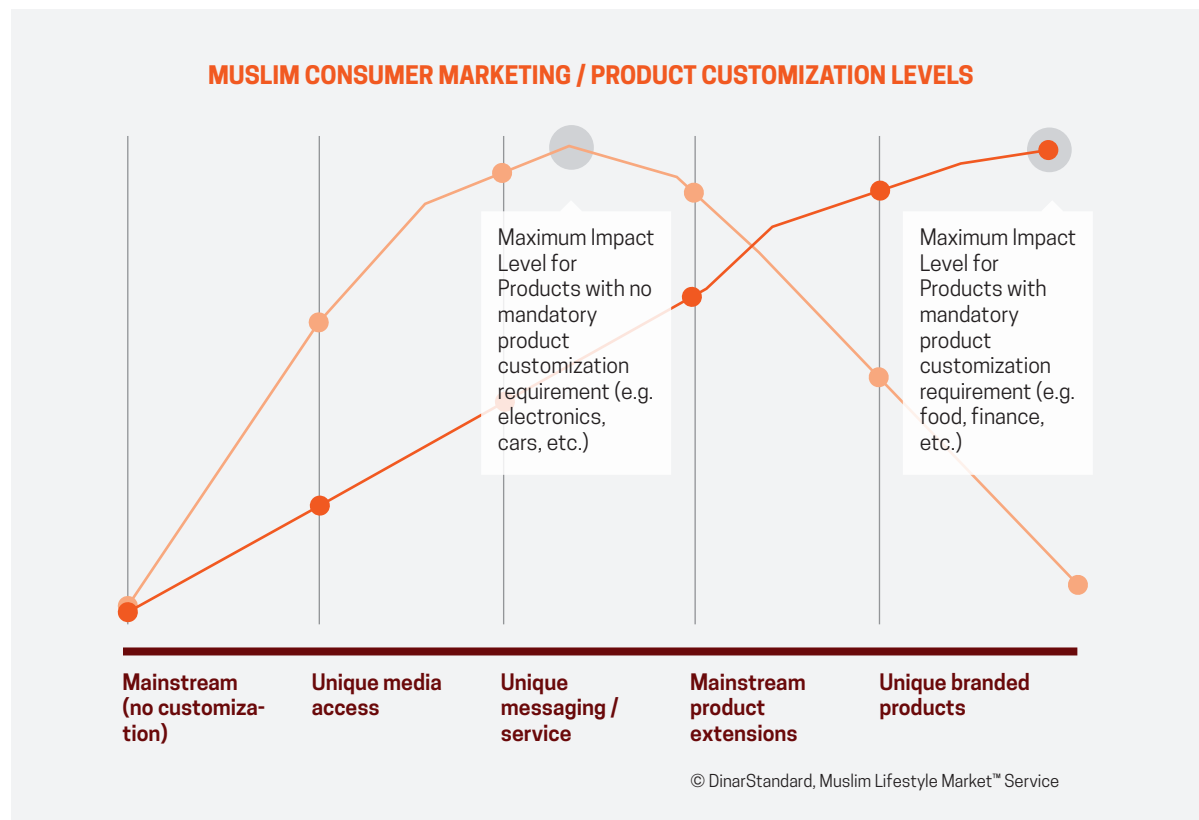 MUSLIM CONSUMER MARKETING / PRODUCT CUSTOMIZATION LEVELS
Maximum Impact
Level for
Products with no
mandatory
product
customization
requirement (e.g.
electronics,
cars, etc.)
Maximum Impact
Level for
Products with
mandatory
product
customization
requirement (e.g.
food, finance,
etc.)
Mainstream
(no customiza-
tion)
Unique media
access
Unique
messaging /
service
Mainstream
product
extensions
Unique branded
products
© DinarStandard, Muslim Lifestyle Market™ Service